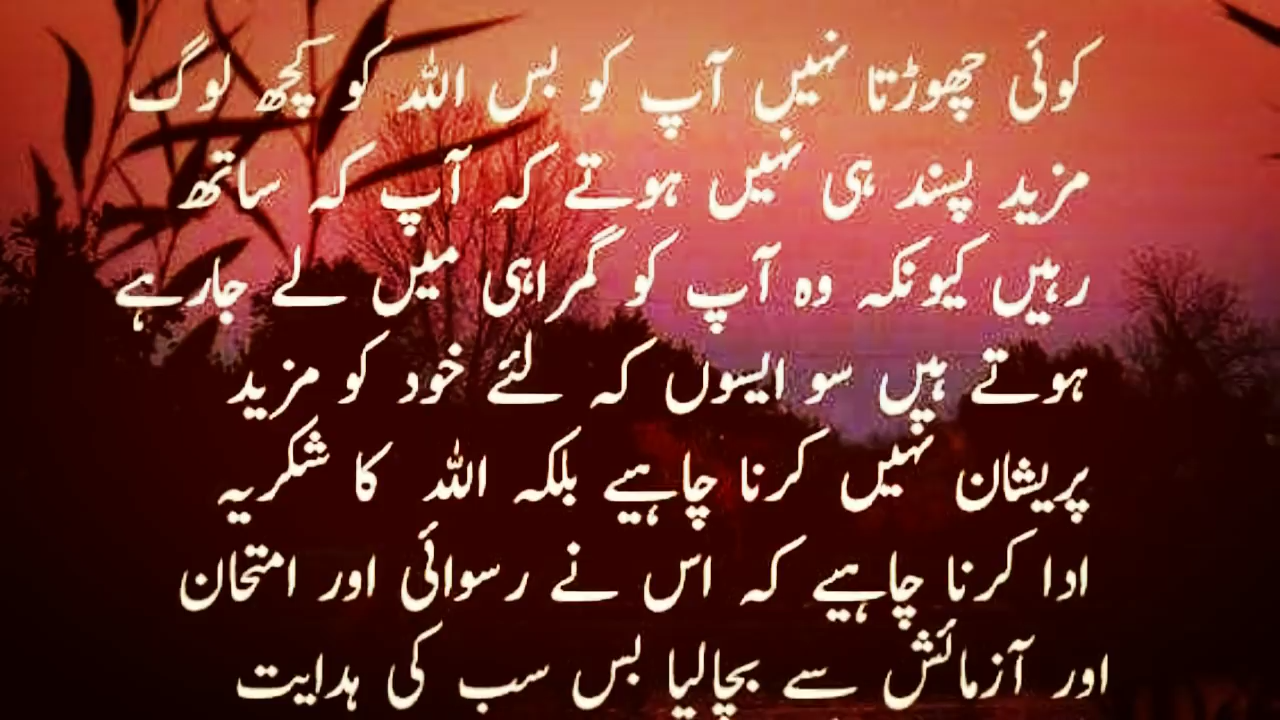 کوئی چھوڑتا نہیں آپ کو بس اللہ کو کچھ لوگ
مزید پسند ہی نہیں ہوتے کہ آپ کہ ساتھ
رہیں کیونکہ وہ آپ کو گمراہی میں لے جارہے
ہوتے ہیں سو ایسوں کہ لئے خود کو مزید
پریشان نہیں کرنا چاہیے بلکہ اللہ کا شکریہ
ادا کرنا چاہیے کہ اس نے رسوائی اور امتحان
اور آزمائش سے بچالیا بس سب کی ہدایت